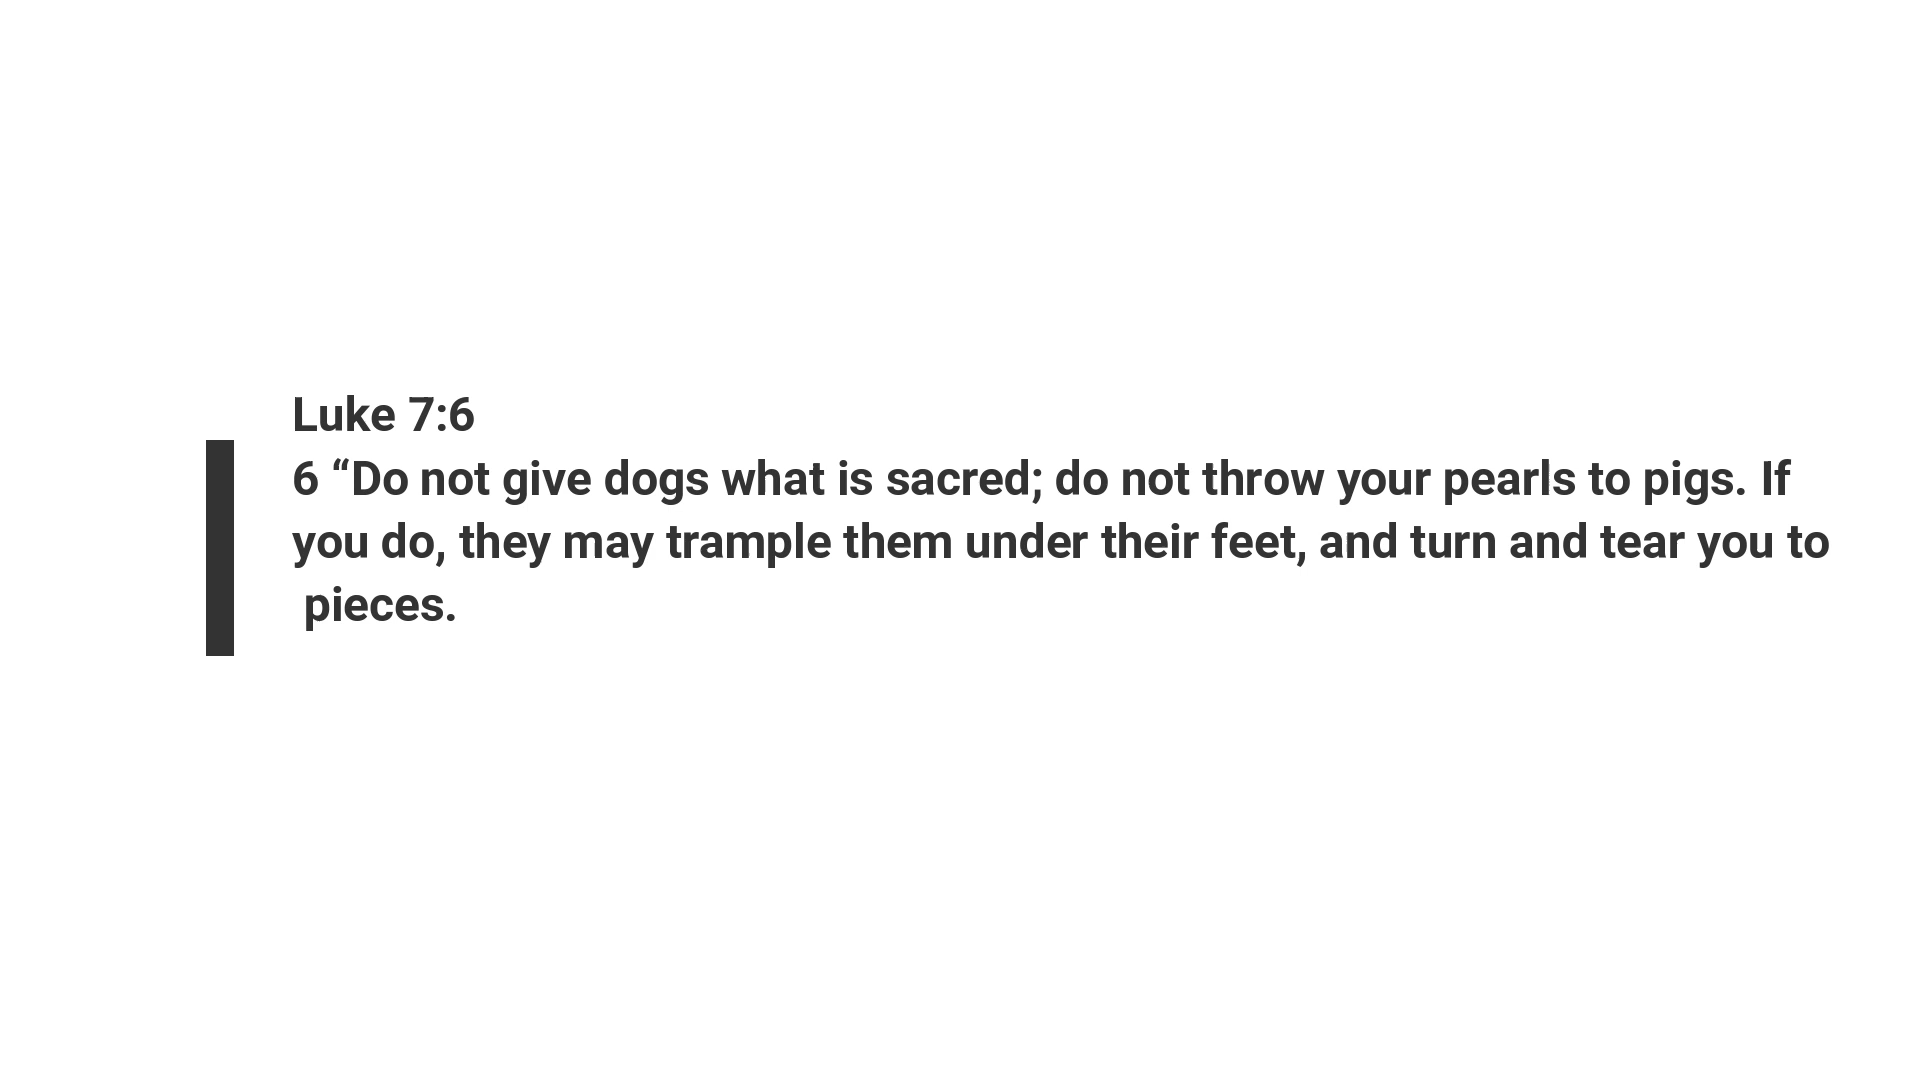 Luke 7:6
6 “Do not give dogs what is sacred; do not throw your pearls to pigs. If
you do, they may trample them under their feet, and turn and tear you to
pieces.